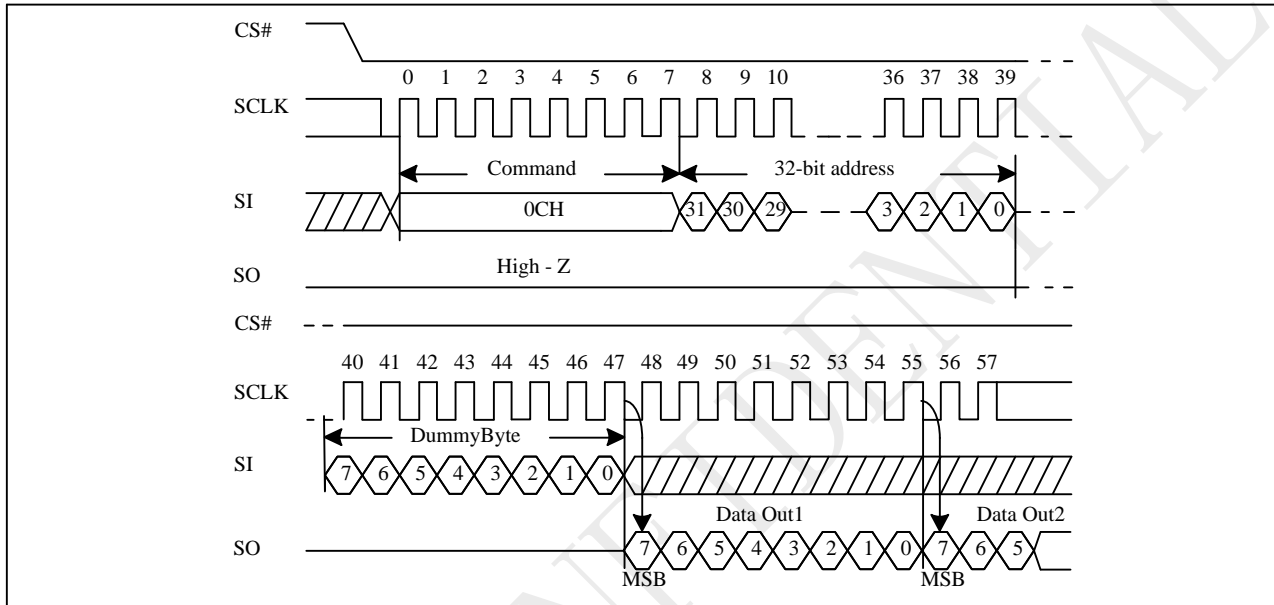 CS#
0 1 2 3 4 5 6 7 8 9 10 36 37 38 39
SCLK
Command 32-bit address
SI 0CH 31 30 29 3 2 1 0
High - Z
SO
CS#
40 41 42 43 44 45 46 47 48 49 50 51 52 53 54 55 56 57
SCLK
DummyByte
SI 7 6 5 4 3 2 1 0
Data Out1 Data Out2
SO 7 6 5 4 3 2 1 0 7 6 5
MSB MSB